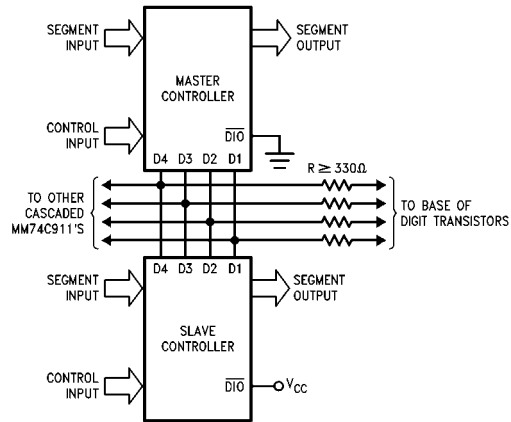 SEGMENT
INPUT
SEGMENT
OUTPUT
MASTER
CONTROLLER
CONTROL
INPUT
DIO
D4 D3 D2 D1
R ≥ 330Ω
TO OTHER
CASCADED
MM74C911'S
TO BASE OF
DIGIT TRANSISTORS
D4 D3 D2 D1
SEGMENT
INPUT
SEGMENT
OUTPUT
SLAVE
CONTROLLER
CONTROL
INPUT
DIO
VCC